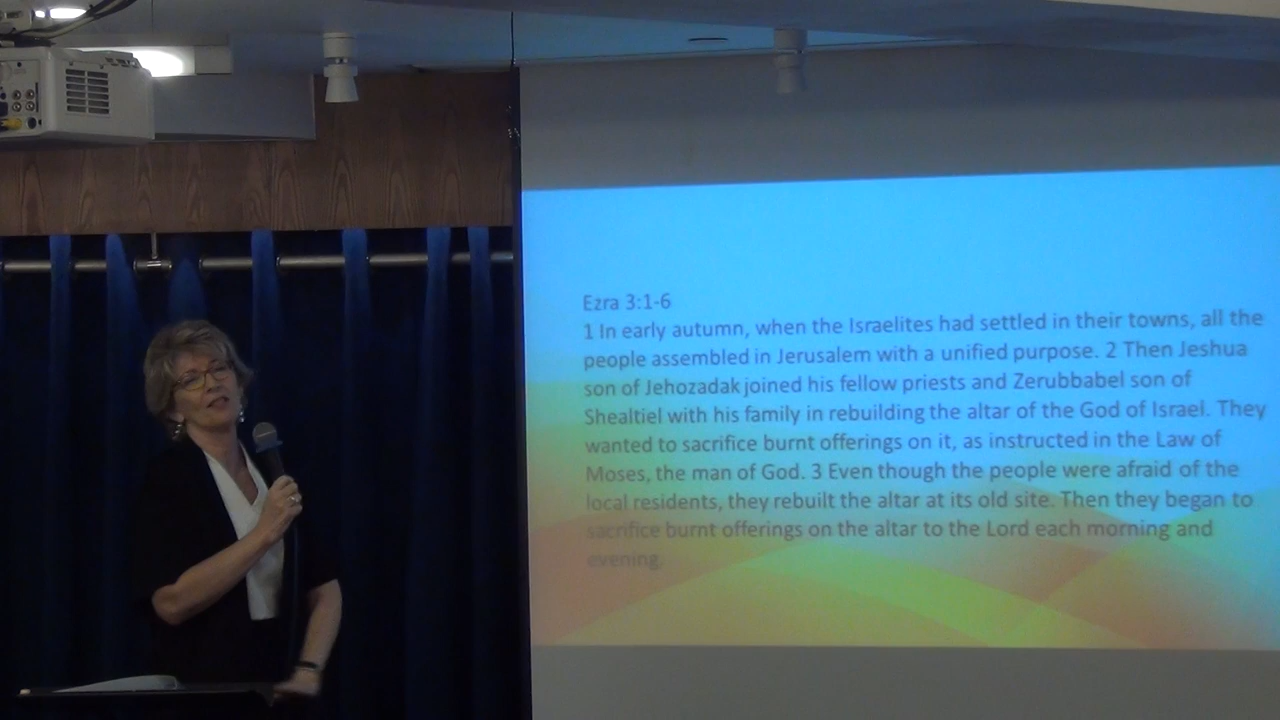 Ezra 3:1-6
1 In early autumn, when the Israelites had settled in their towns, all the
people assembled in Jerusalem with a unified purpose. 2 Then Jeshua
son of Jehozadak joined his fellow priests and Zerubbabel son of
Shealtiel with his family in rebuilding the altar of the God of Israel. They
wanted to sacrifice burnt offerings on it, as instructed in the Law of
Moses, the man of God. 3 Even though the people were afraid of the
local residents, they rebuilt the altar at its old site. Then they began to
sacrifice burnt offerings on the altar to the Lord each morning and
evening.